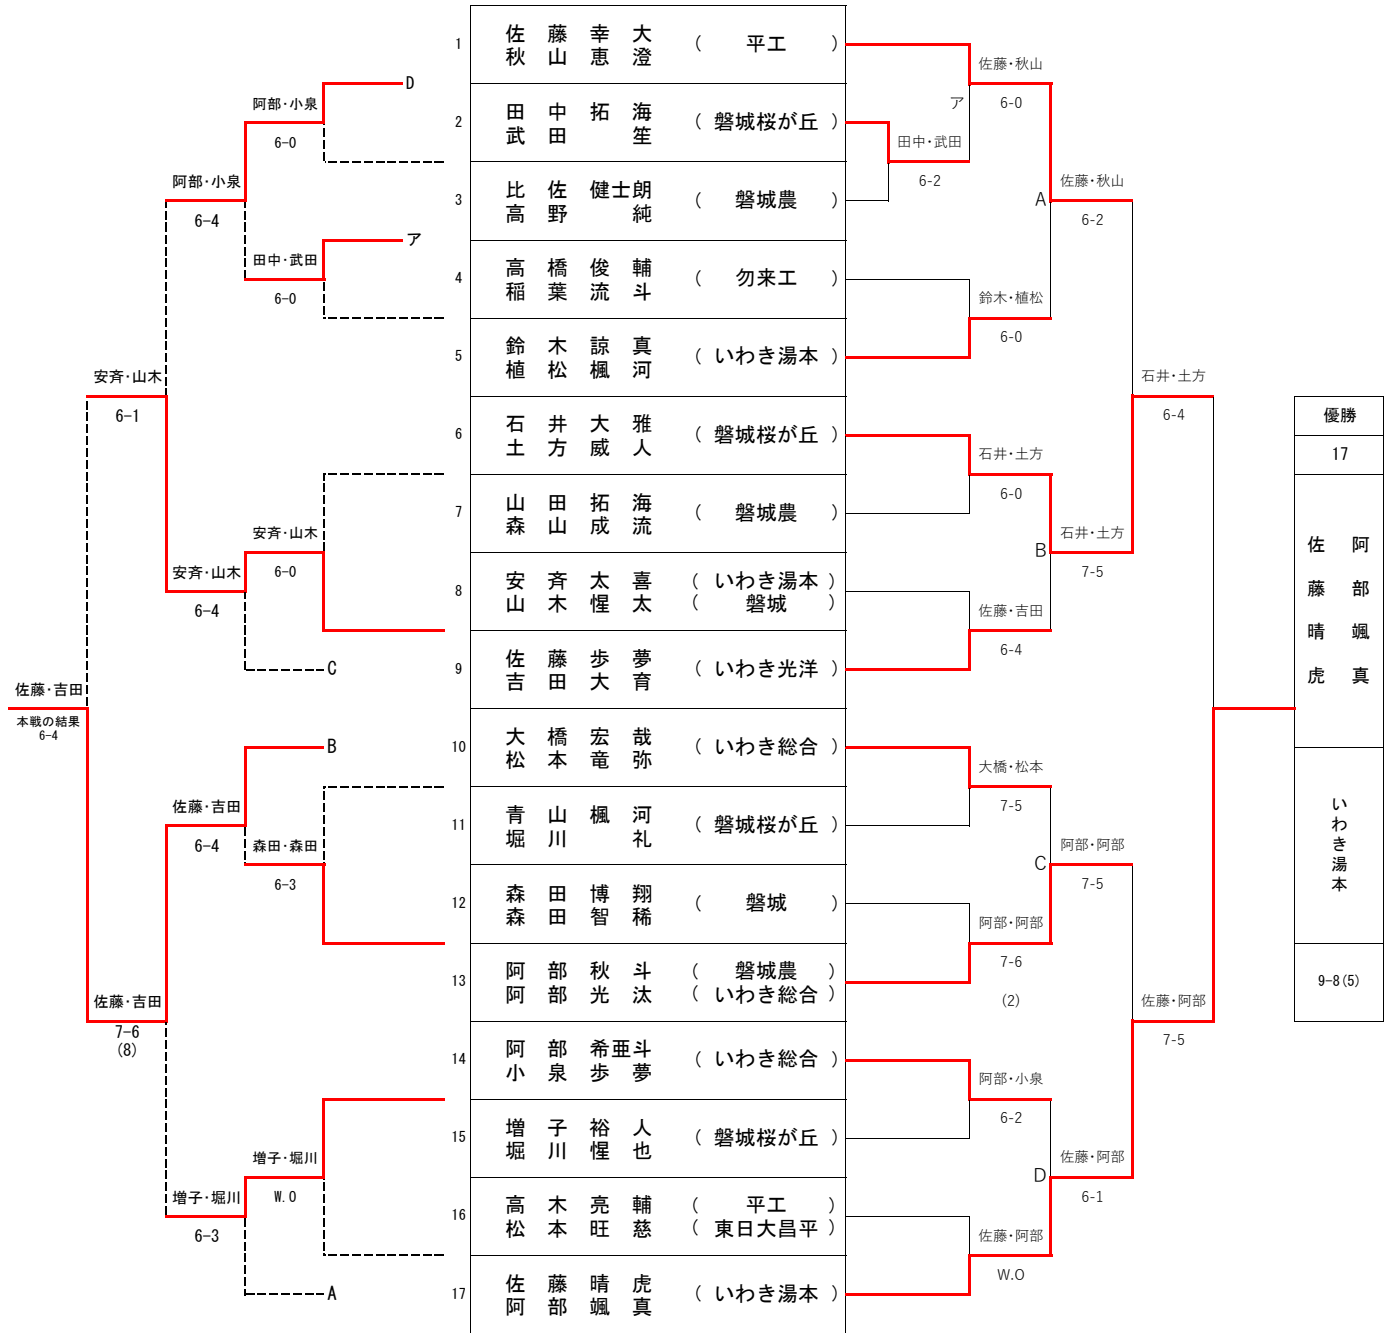 1 佐藤幸大 秋山恵澄 ( 平工 )
2 田中拓海 武田笙 ( 磐城桜が丘 )
3 比佐健士朗 高野純 ( 磐城農 )
4 高橋俊輔 稲葉流斗 ( 勿来工 )
5 鈴木諒真 植松楓河 ( いわき湯本 )
6 石井大雅 土方威人 ( 磐城桜が丘 )
7 山田拓海 森山成流 ( 磐城農 )
8 安斉太喜 ( いわき湯本 )
山木惺太 ( 磐城 )
9 佐藤歩夢 吉田大育 ( いわき光洋 )
10 大橋宏哉 松本竜弥 ( いわき総合 )
11 青山楓河 堀川礼 ( 磐城桜が丘 )
12 森田博翔 森田智稀 ( 磐城 )
13 阿部秋斗 ( 磐城農 )
阿部光汰 ( いわき総合 )
14 阿部希亜斗 小泉歩夢 ( いわき総合 )
15 増子裕人 堀川惺也 ( 磐城桜が丘 )
16 高木亮輔 ( 平工 )
松本旺慈 ( 東日大昌平 )
17 佐藤晴虎 阿部颯真 ( いわき湯本 )
D
阿部・小泉
6-0
阿部・小泉
6-4
ア
田中・武田
6-0
安斉・山木
6-1
安斉・山木
6-0
安斉・山木
6-4
C
佐藤・吉田
本戦の結果
6-4
B
佐藤・吉田
6-4
森田・森田
6-3
佐藤・吉田
7-6
(8)
増子・堀川
W.O
増子・堀川
6-3
A
佐藤・秋山
6-0
ア
田中・武田
6-2
A
佐藤・秋山
6-2
鈴木・植松
6-0
石井・土方
6-4
石井・土方
6-0
B
石井・土方
7-5
佐藤・吉田
6-4
大橋・松本
7-5
C
阿部・阿部
7-5
阿部・阿部
7-6
(2)
佐藤・阿部
7-5
阿部・小泉
6-2
D
佐藤・阿部
6-1
佐藤・阿部
W.O
優勝
17
阿部颯真
佐藤晴虎
いわき湯本
9-8(5)